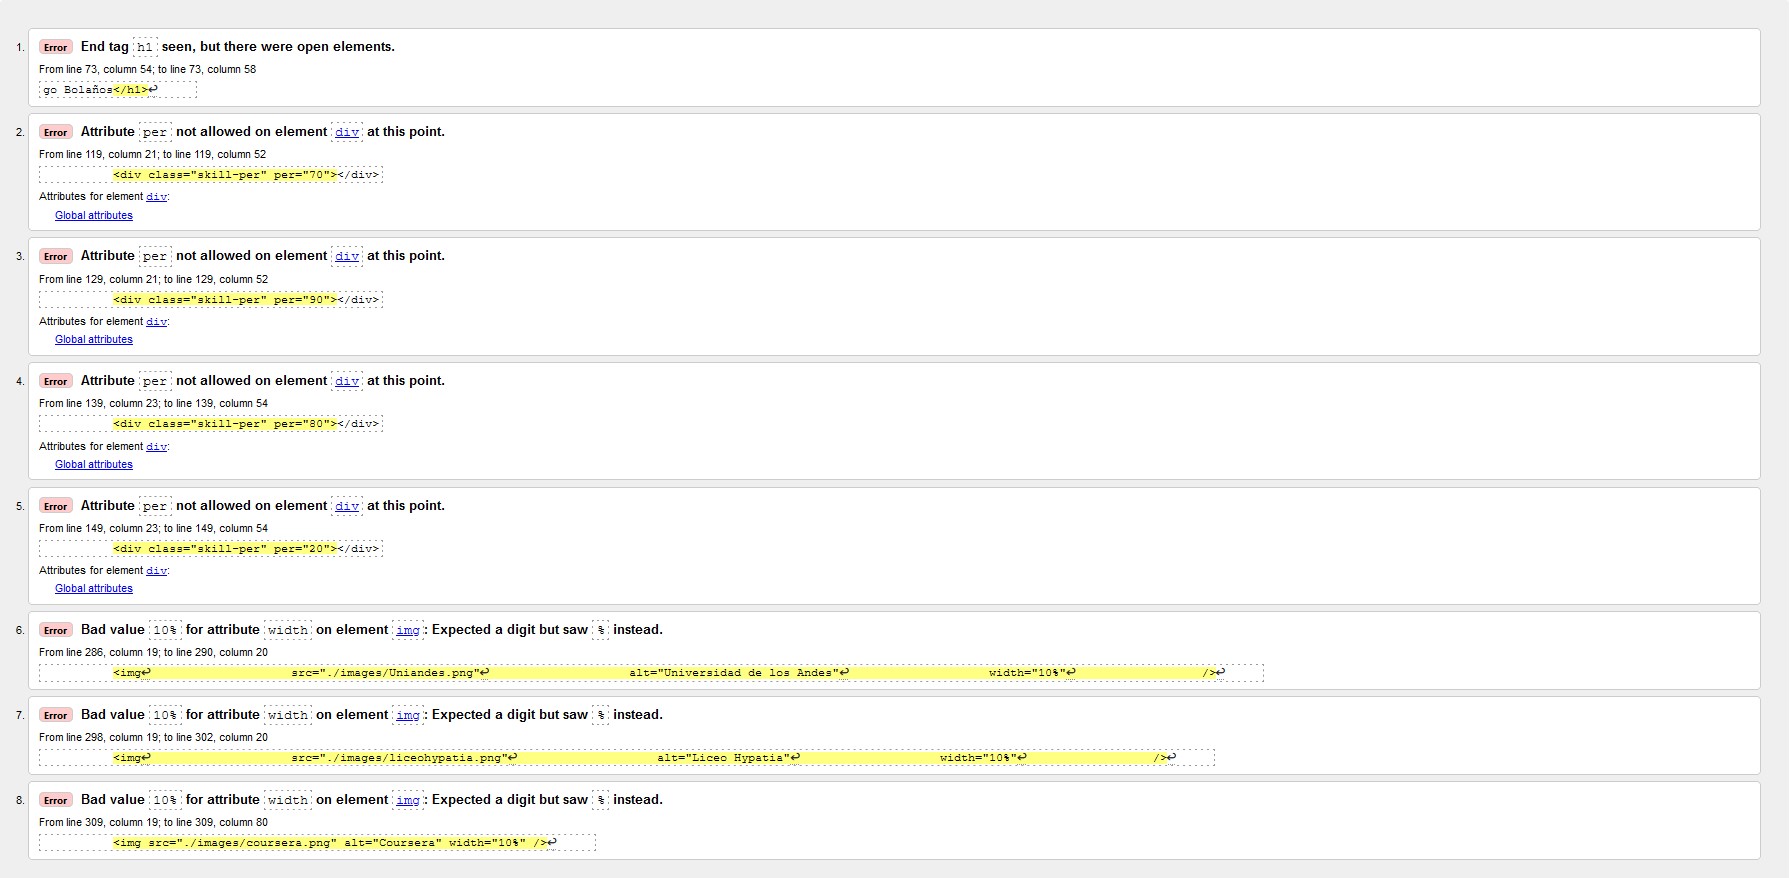 1. Error End tag h1 seen, but there were open elements.
From line 73, column 54; to line 73, column 58
go Bolaños</h1>↩
2. Error Attribute per not allowed on element div at this point.
From line 119, column 21; to line 119, column 52
<div class="skill-per" per="70"></div>
Attributes for element div:
Global attributes
3. Error Attribute per not allowed on element div at this point.
From line 129, column 21; to line 129, column 52
<div class="skill-per" per="90"></div>
Attributes for element div:
Global attributes
4. Error Attribute per not allowed on element div at this point.
From line 139, column 23; to line 139, column 54
<div class="skill-per" per="80"></div>
Attributes for element div:
Global attributes
5. Error Attribute per not allowed on element div at this point.
From line 149, column 23; to line 149, column 54
<div class="skill-per" per="20"></div>
Attributes for element div:
Global attributes
6. Error Bad value 10% for attribute width on element img: Expected a digit but saw % instead.
From line 286, column 19; to line 290, column 20
<img↩ src="./images/Uniandes.png"↩ alt="Universidad de los Andes"↩ width="10%"↩ />↩
7. Error Bad value 10% for attribute width on element img: Expected a digit but saw % instead.
From line 298, column 19; to line 302, column 20
<img↩ src="./images/liceohypatia.png"↩ alt="Liceo Hypatia"↩ width="10%"↩ />↩
8. Error Bad value 10% for attribute width on element img: Expected a digit but saw % instead.
From line 309, column 19; to line 309, column 80
<img src="./images/coursera.png" alt="Coursera" width="10%" />↩